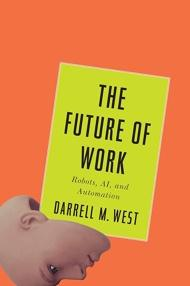 THE
FUTURE OF
WORK
Robots, AI, and
Automation
DARRELL M. WEST